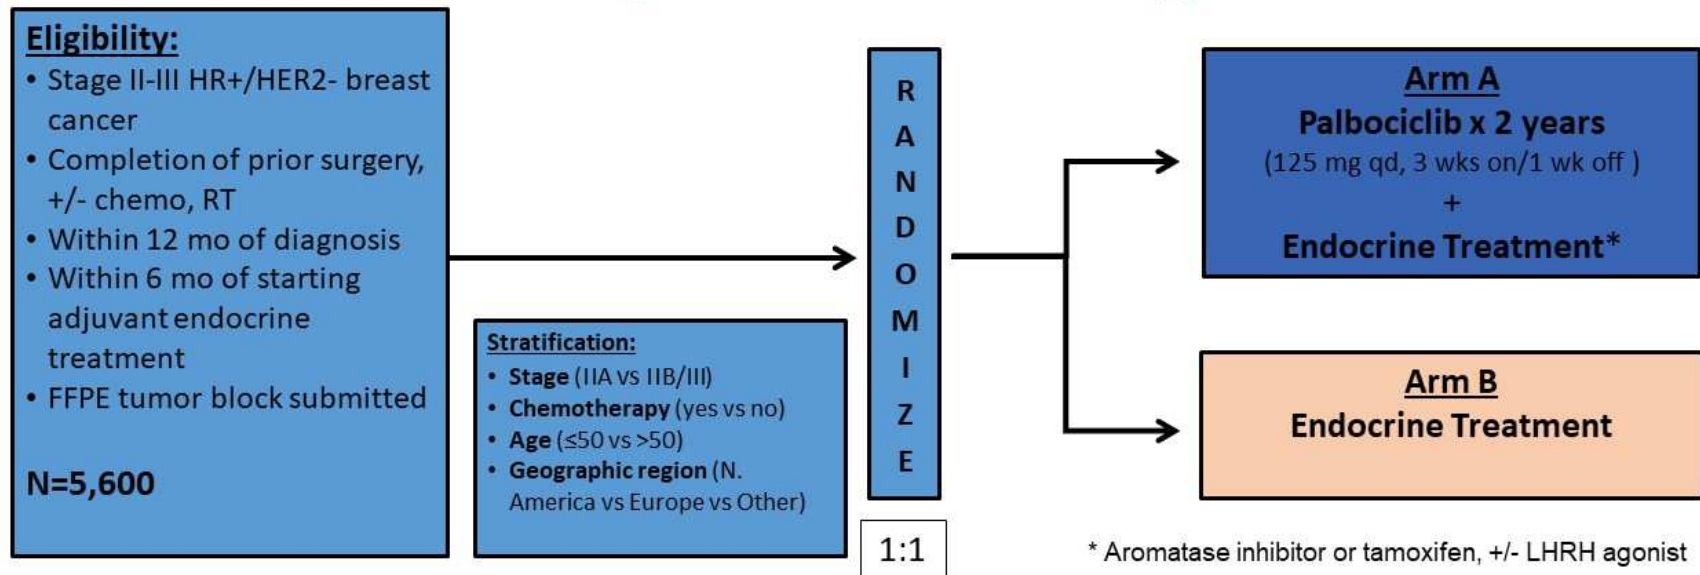 Eligibility:
• Stage II-III HR+/HER2- breast
cancer
• Completion of prior surgery,
+/- chemo, RT
• Within 12 mo of diagnosis
• Within 6 mo of starting
adjuvant endocrine
treatment
• FFPE tumor block submitted
N=5,600
Stratification:
• Stage (IIA vs IIB/III)
• Chemotherapy (yes vs no)
• Age (≤50 vs >50)
• Geographic region (N.
America vs Europe vs Other)
R
A
N
D
O
M
I
Z
E
1:1
Arm A
Palbociclib x 2 years
(125 mg qd, 3 wks on/1 wk off )
+
Endocrine Treatment*
Arm B
Endocrine Treatment
* Aromatase inhibitor or tamoxifen, +/- LHRH agonist